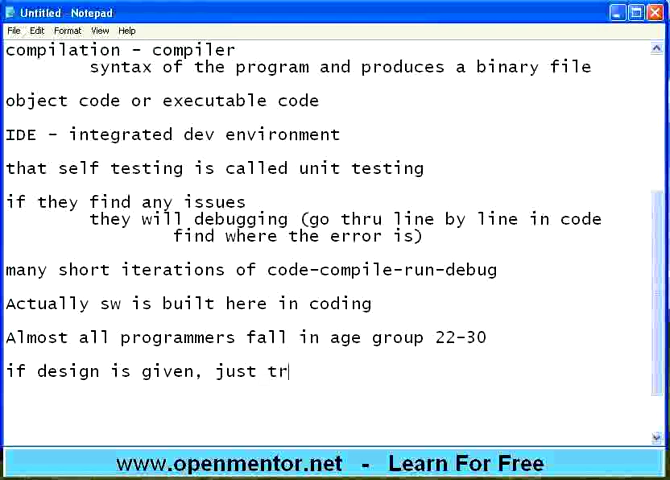 Untitled - Notepad
File Edit Format View Help
compilation - compiler
syntax of the program and produces a binary file
object code or executable code
IDE - integrated dev environment
that self testing is called unit testing
if they find any issues
they will debugging (go thru line by line in code
find where the error is)
many short iterations of code-compile-run-debug
Actually sw is built here in coding
Almost all programmers fall in age group 22-30
if design is given, just tr
www.openmentor.net - Learn For Free